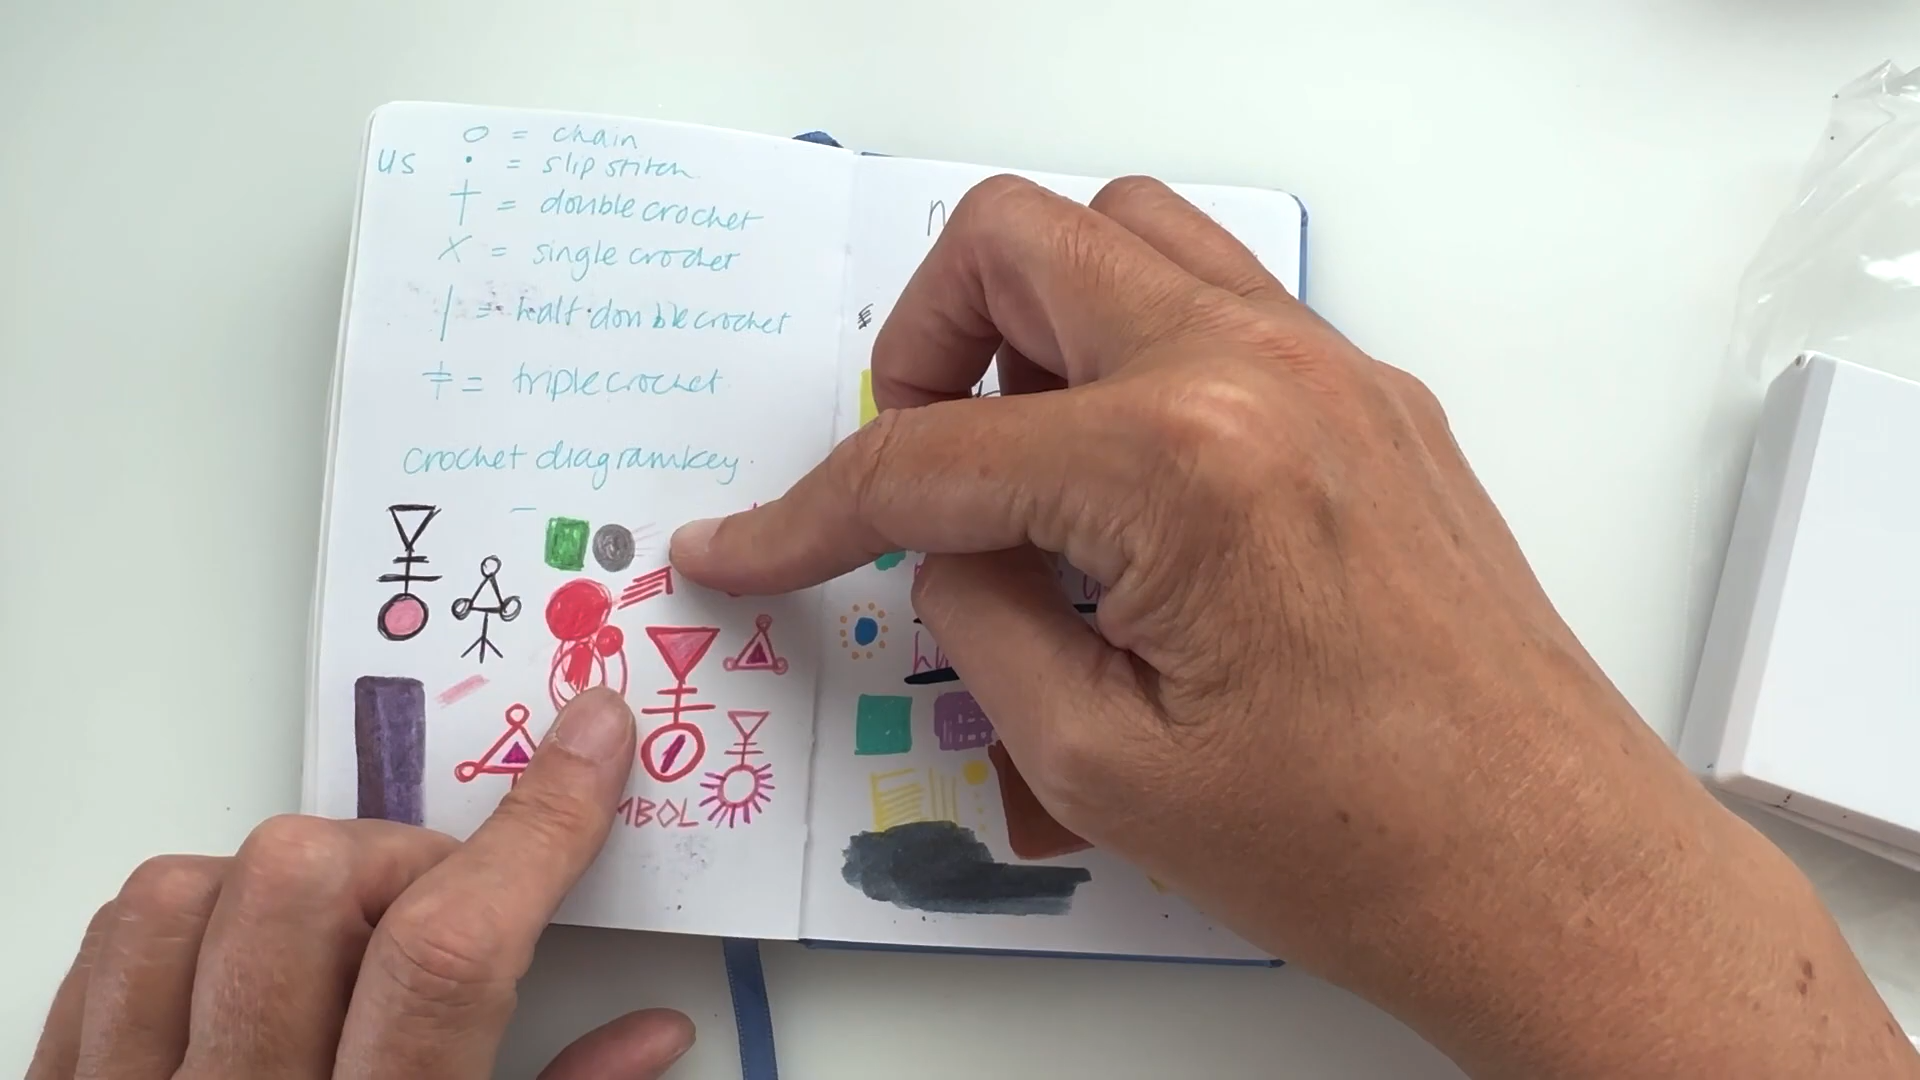 o = chain
us • = slip stitch
† = double crochet
X = single crochet
| = half double crochet
ǂ = triple crochet
crochet diagram key
MBOL